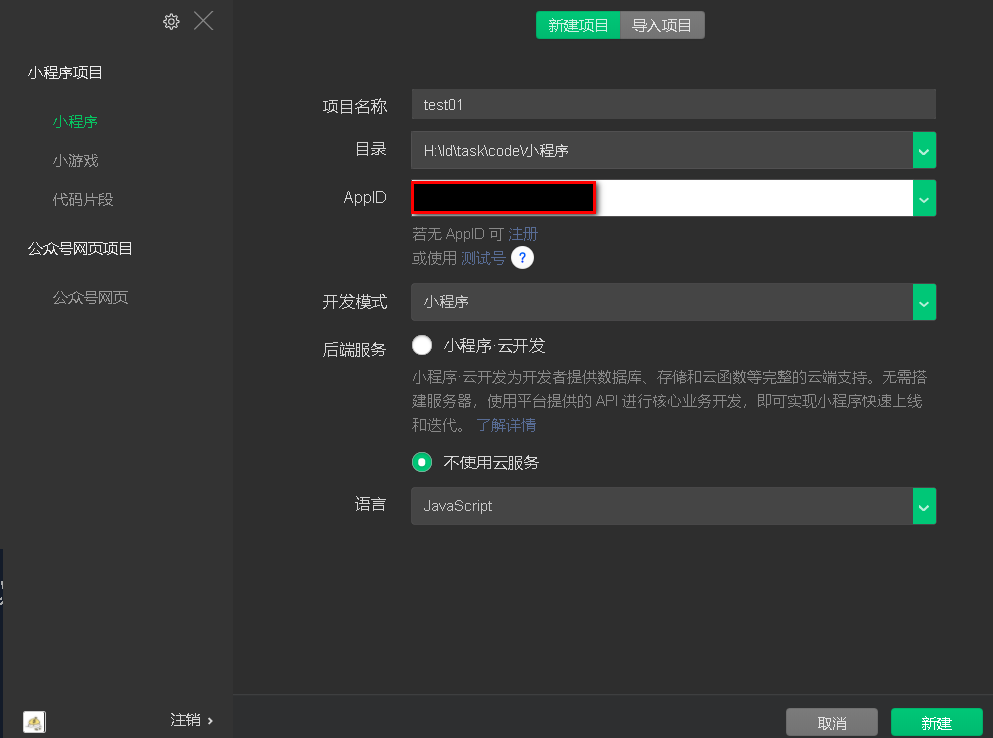 新建项目 导入项目
小程序项目
小程序
小游戏
代码片段
公众号网页项目
公众号网页
项目名称 test01
目录 H:\ld\task\code\小程序
AppID
若无 AppID 可 注册
或使用 测试号 ?
开发模式 小程序
后端服务 小程序·云开发
小程序·云开发为开发者提供数据库、存储和云函数等完整的云端支持。无需搭
建服务器，使用平台提供的 API 进行核心业务开发，即可实现小程序快速上线
和迭代。 了解详情
不使用云服务
语言 JavaScript
注销
取消 新建